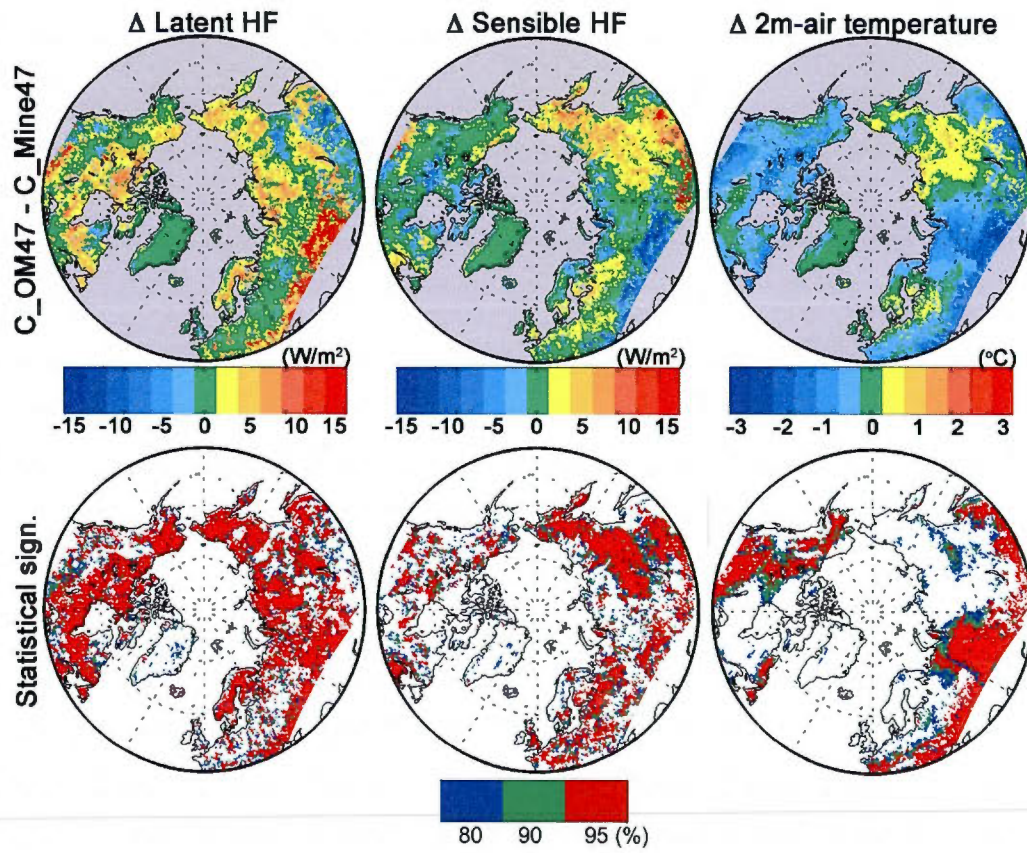 Δ Latent HF Δ Sensible HF Δ 2m-air temperature
C_OM47 - C_Mine47
(W/m²) (W/m²) (°C)
-15 -10 -5 0 5 10 15 -15 -10 -5 0 5 10 15 -3 -2 -1 0 1 2 3
Statistical sign.
80 90 95 (%)